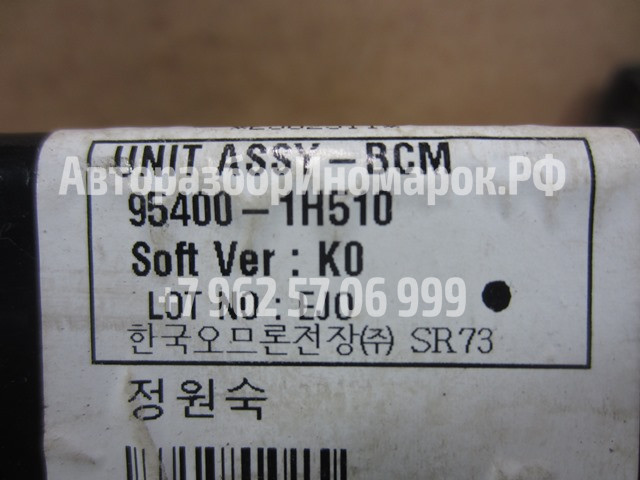 UNIT ASSY-BCM
АвторазборИномарок.РФ
95400-1H510
Soft Ver : K0
+7 962 57 06 999
LOT NO : EJO
한국오므론전장(주) SR73
정원숙